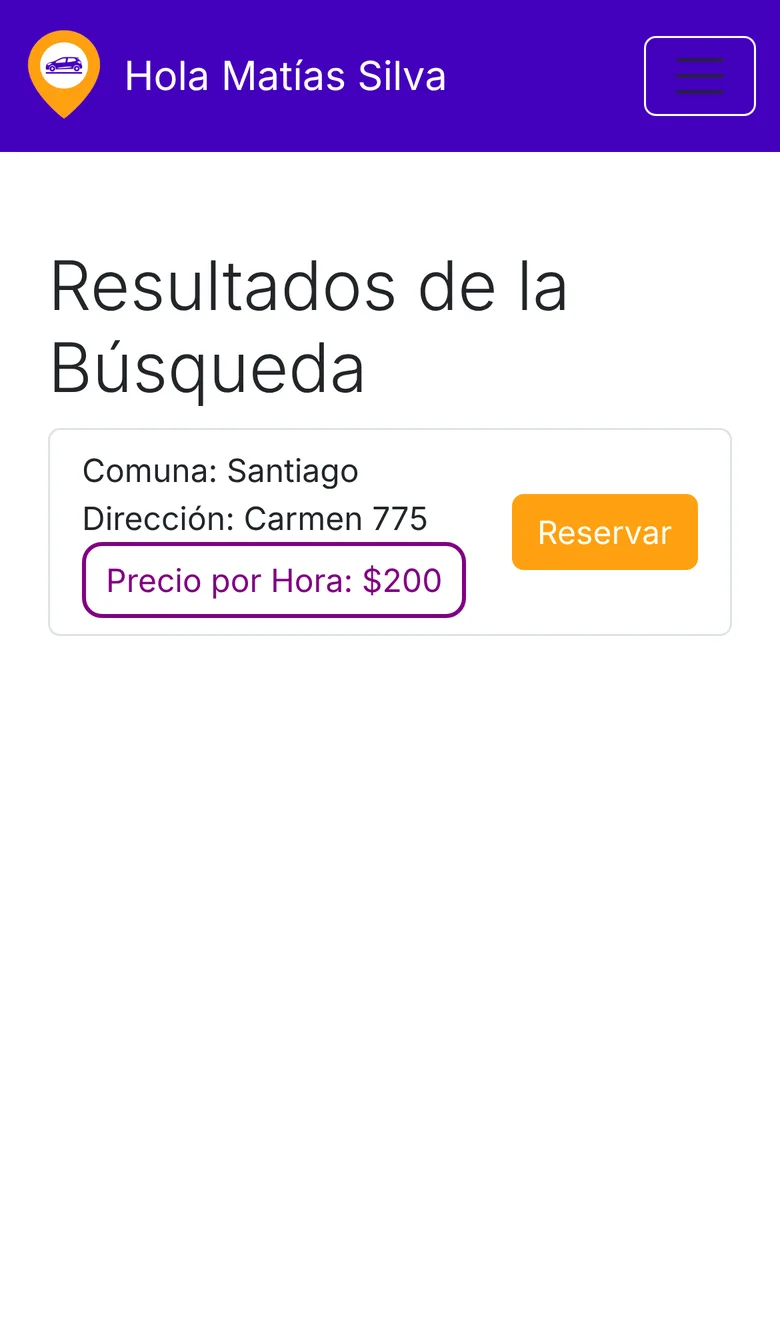 Hola Matías Silva
Resultados de la
Búsqueda
Comuna: Santiago
Dirección: Carmen 775
Precio por Hora: $200
Reservar